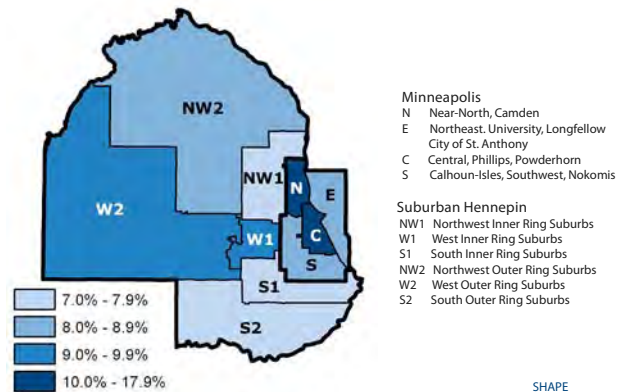 NW2
NW1
N
E
W2
W1
C
S
S1
S2
7.0% - 7.9%
8.0% - 8.9%
9.0% - 9.9%
10.0% - 17.9%
Minneapolis
N Near-North, Camden
E Northeast. University, Longfellow
City of St. Anthony
C Central, Phillips, Powderhorn
S Calhoun-Isles, Southwest, Nokomis
Suburban Hennepin
NW1 Northwest Inner Ring Suburbs
W1 West Inner Ring Suburbs
S1 South Inner Ring Suburbs
NW2 Northwest Outer Ring Suburbs
W2 West Outer Ring Suburbs
S2 South Outer Ring Suburbs
SHAPE